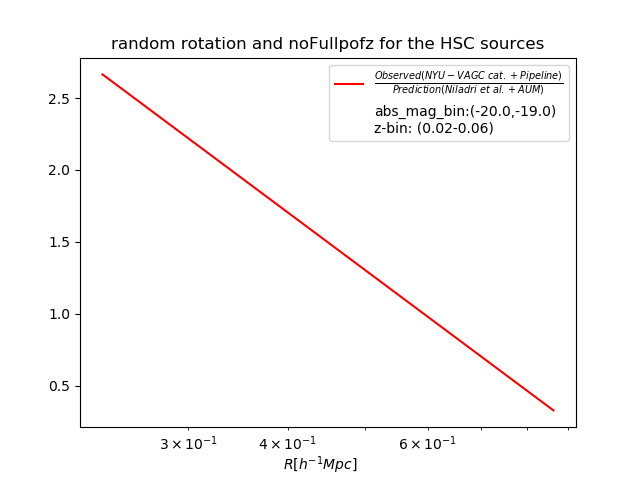 random rotation and noFullpofz for the HSC sources
Observed(NYU − VAGC cat. + Pipeline)
Prediction(Niladri et al. + AUM)
abs_mag_bin:(-20.0,-19.0)
z-bin: (0.02-0.06)
2.5
2.0
1.5
1.0
0.5
3 × 10⁻¹ 4 × 10⁻¹ 6 × 10⁻¹
R[h⁻¹Mpc]